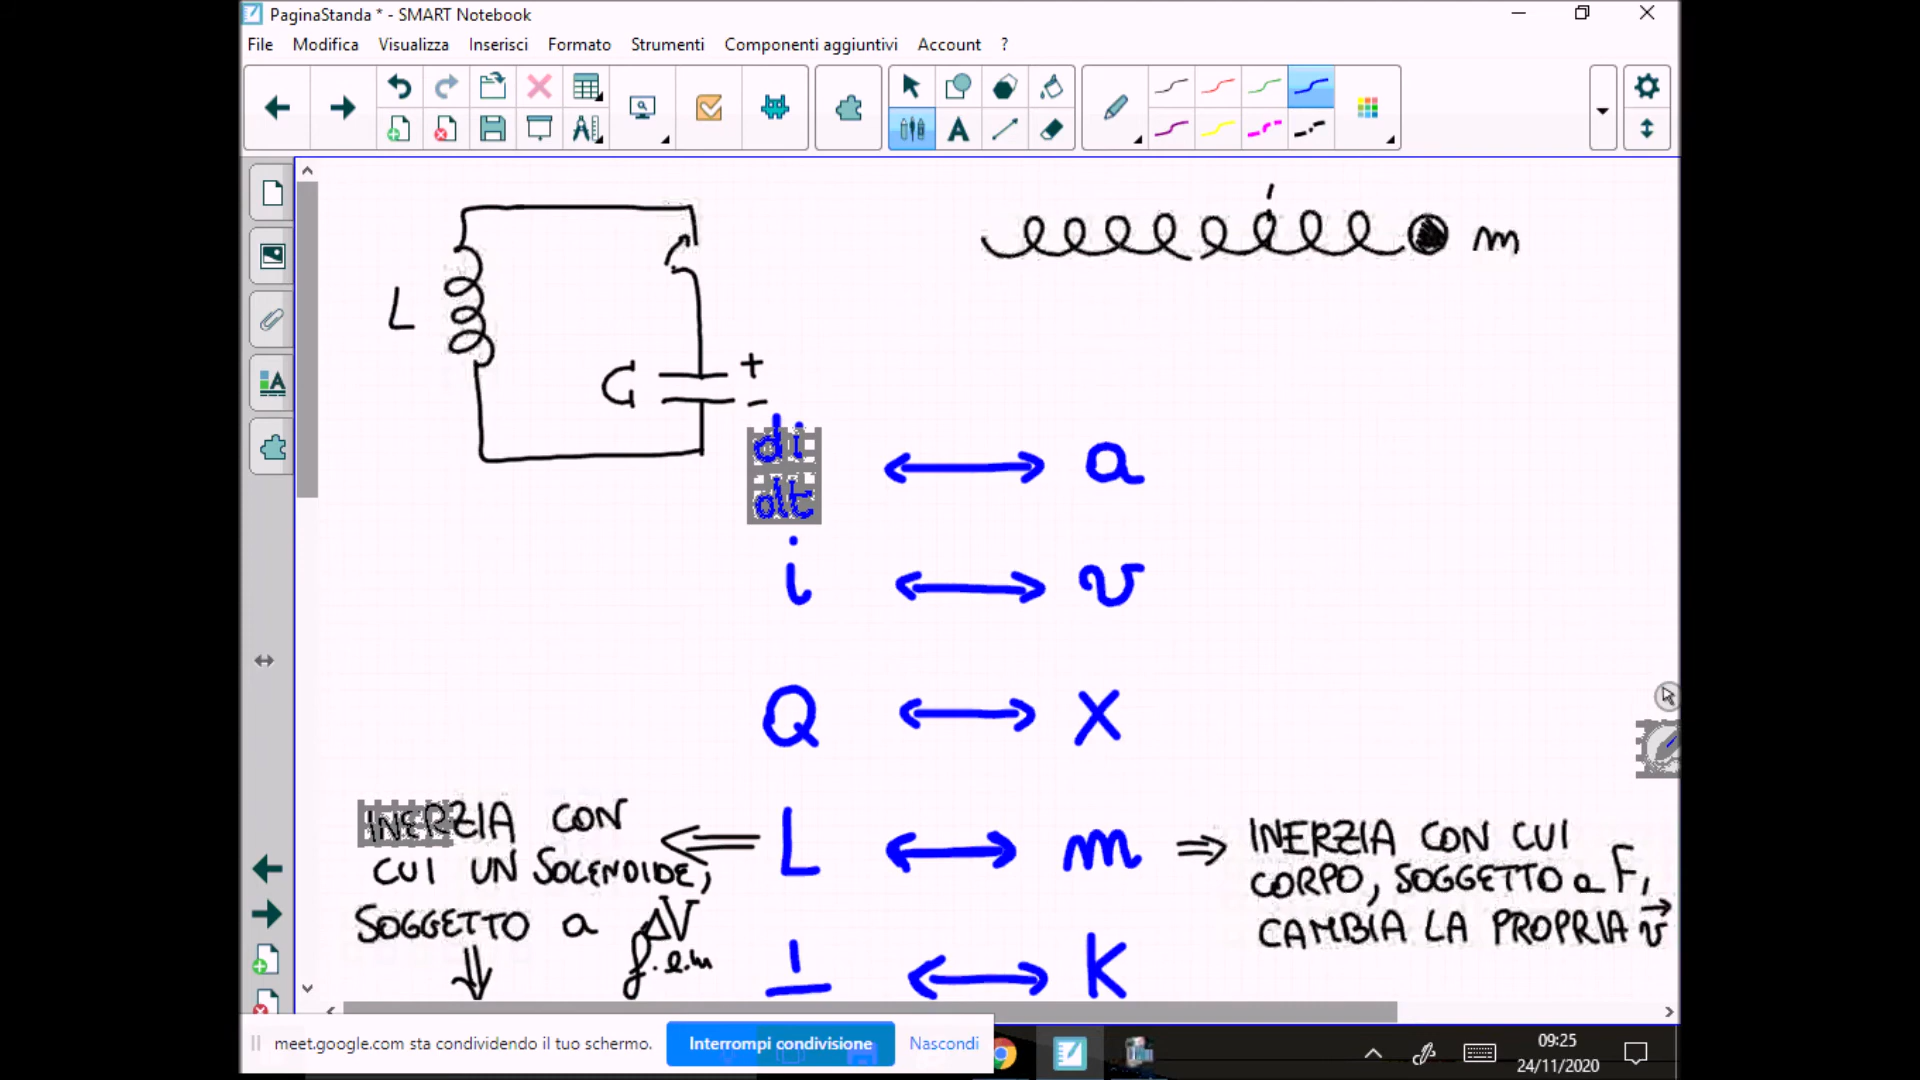 PaginaStanda * - SMART Notebook
File Modifica Visualizza Inserisci Formato Strumenti Componenti aggiuntivi Account ?
m
L
C + -
di
dt
a
i v
Q X
L m
INERZIA CON
CUI UN SOLENOIDE,
SOGGETTO a ΔV
f.e.m
INERZIA CON CUI
CORPO, SOGGETTO a F,
CAMBIA LA PROPRIA v
1 K
meet.google.com sta condividendo il tuo schermo. Interrompi condivisione Nascondi
09:25
24/11/2020